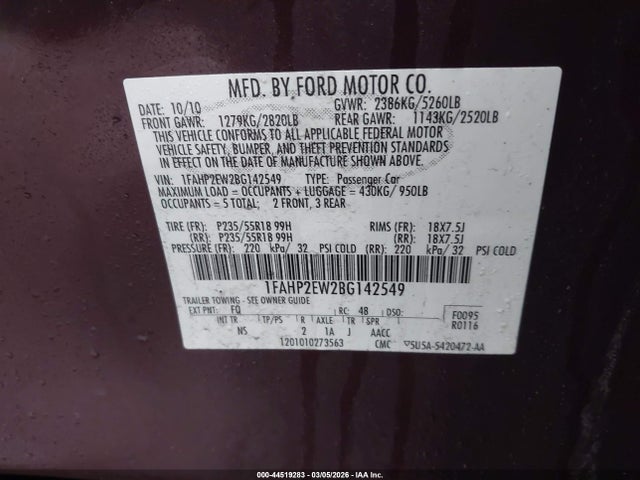 MFD. BY FORD MOTOR CO.
DATE: 10/10 GVWR: 2386KG/5260LB
FRONT GAWR: 1279KG/2820LB REAR GAWR: 1143KG/2520LB
THIS VEHICLE CONFORMS TO ALL APPLICABLE FEDERAL MOTOR
VEHICLE SAFETY, BUMPER, AND THEFT PREVENTION STANDARDS
IN EFFECT ON THE DATE OF MANUFACTURE SHOWN ABOVE.
VIN: 1FAHP2EW2BG142549 TYPE: Passenger Car
MAXIMUM LOAD = OCCUPANTS + LUGGAGE = 430KG/ 950LB
OCCUPANTS = 5 TOTAL; 2 FRONT, 3 REAR
TIRE (FR): P235/55R18 99H RIMS (FR): 18X7.5J
(RR): P235/55R18 99H (RR): 18X7.5J
PRESSURE (FR): 220 kPa/ 32 PSI COLD (RR): 220 kPa/ 32 PSI COLD
1FAHP2EW2BG142549
TRAILER TOWING - SEE OWNER GUIDE
EXT PNT: FQ RC: 48 DSO: F0095
INT TR TP/PS R AXLE TR SPR R0116
NS 2 1A J AACC
1201010273563 CMC ▽5U5A-5420472-AA
000-44519283 - 03/05/2026 - IAA Inc.